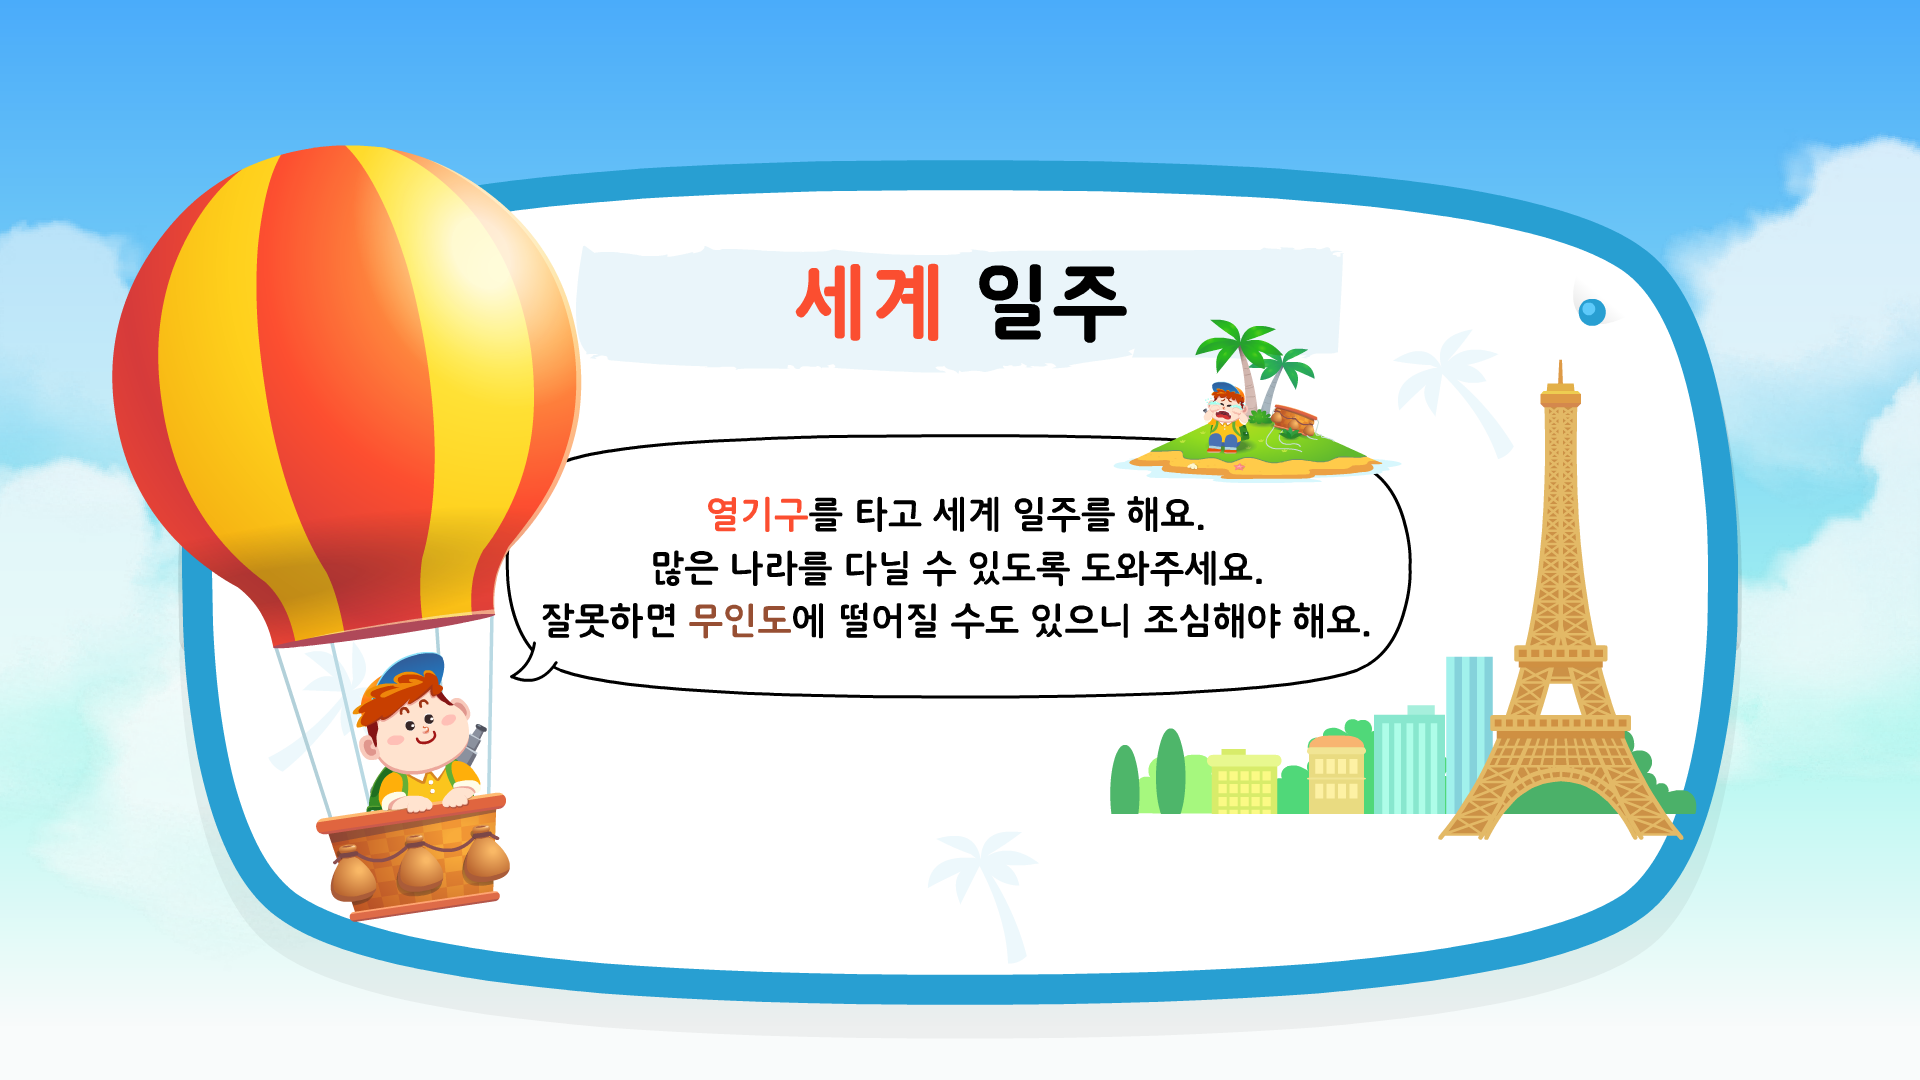 세계 일주
열기구를 타고 세계 일주를 해요.
많은 나라를 다닐 수 있도록 도와주세요.
잘못하면 무인도에 떨어질 수도 있으니 조심해야 해요.